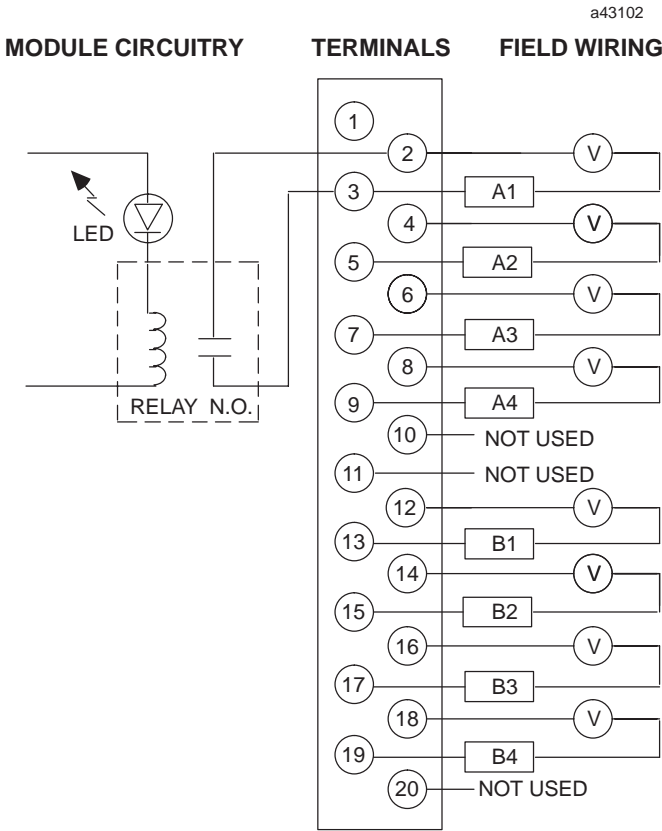 a43102
MODULE CIRCUITRY TERMINALS FIELD WIRING
1
2 V
3 A1
LED
4 V
5 A2
6 V
7 A3
8 V
RELAY N.O.
9 A4
10 NOT USED
11 NOT USED
12 V
13 B1
14 V
15 B2
16 V
17 B3
18 V
19 B4
20 NOT USED